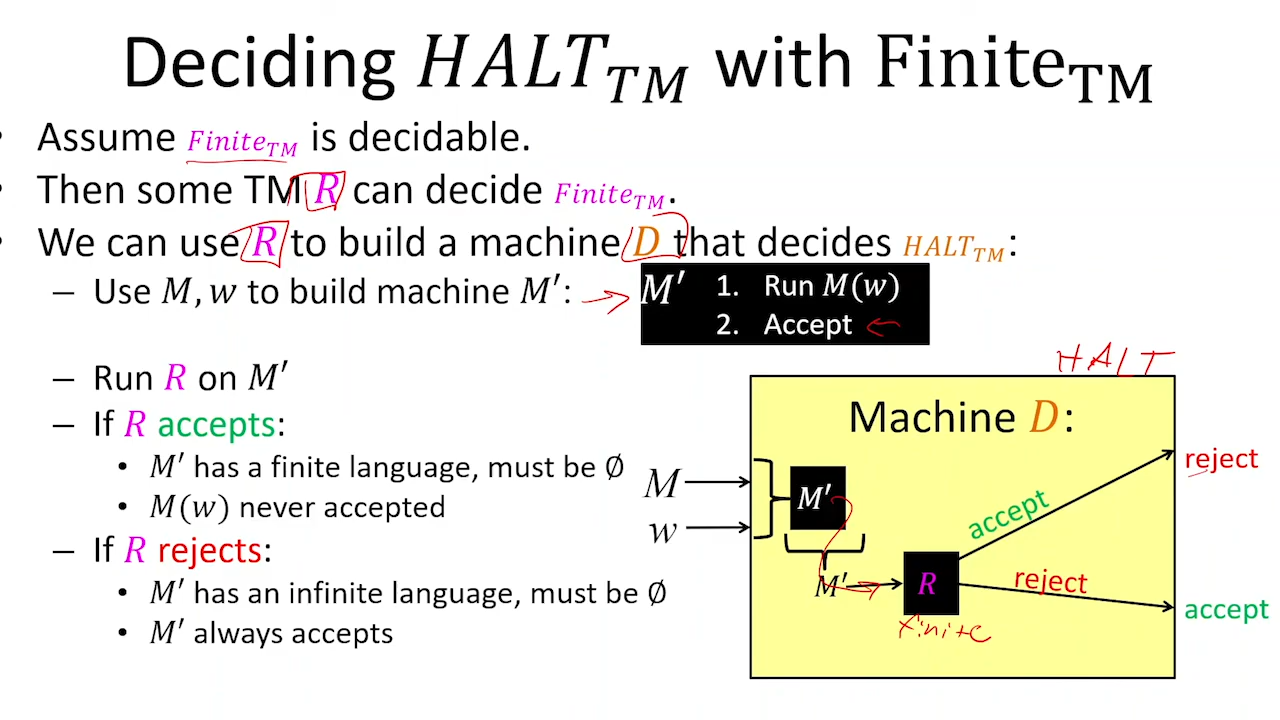 Deciding HALT_TM with Finite_TM
• Assume Finite_TM is decidable.
• Then some TM R can decide Finite_TM.
• We can use R to build a machine D that decides HALT_TM:
– Use M, w to build machine M′:
M′ 1. Run M(w)
2. Accept
– Run R on M′
– If R accepts:
• M′ has a finite language, must be ∅
• M(w) never accepted
– If R rejects:
• M′ has an infinite language, must be ∅
• M′ always accepts
HALT
Machine D:
M
w
M′
M′
R
Finite
accept
reject
reject
accept